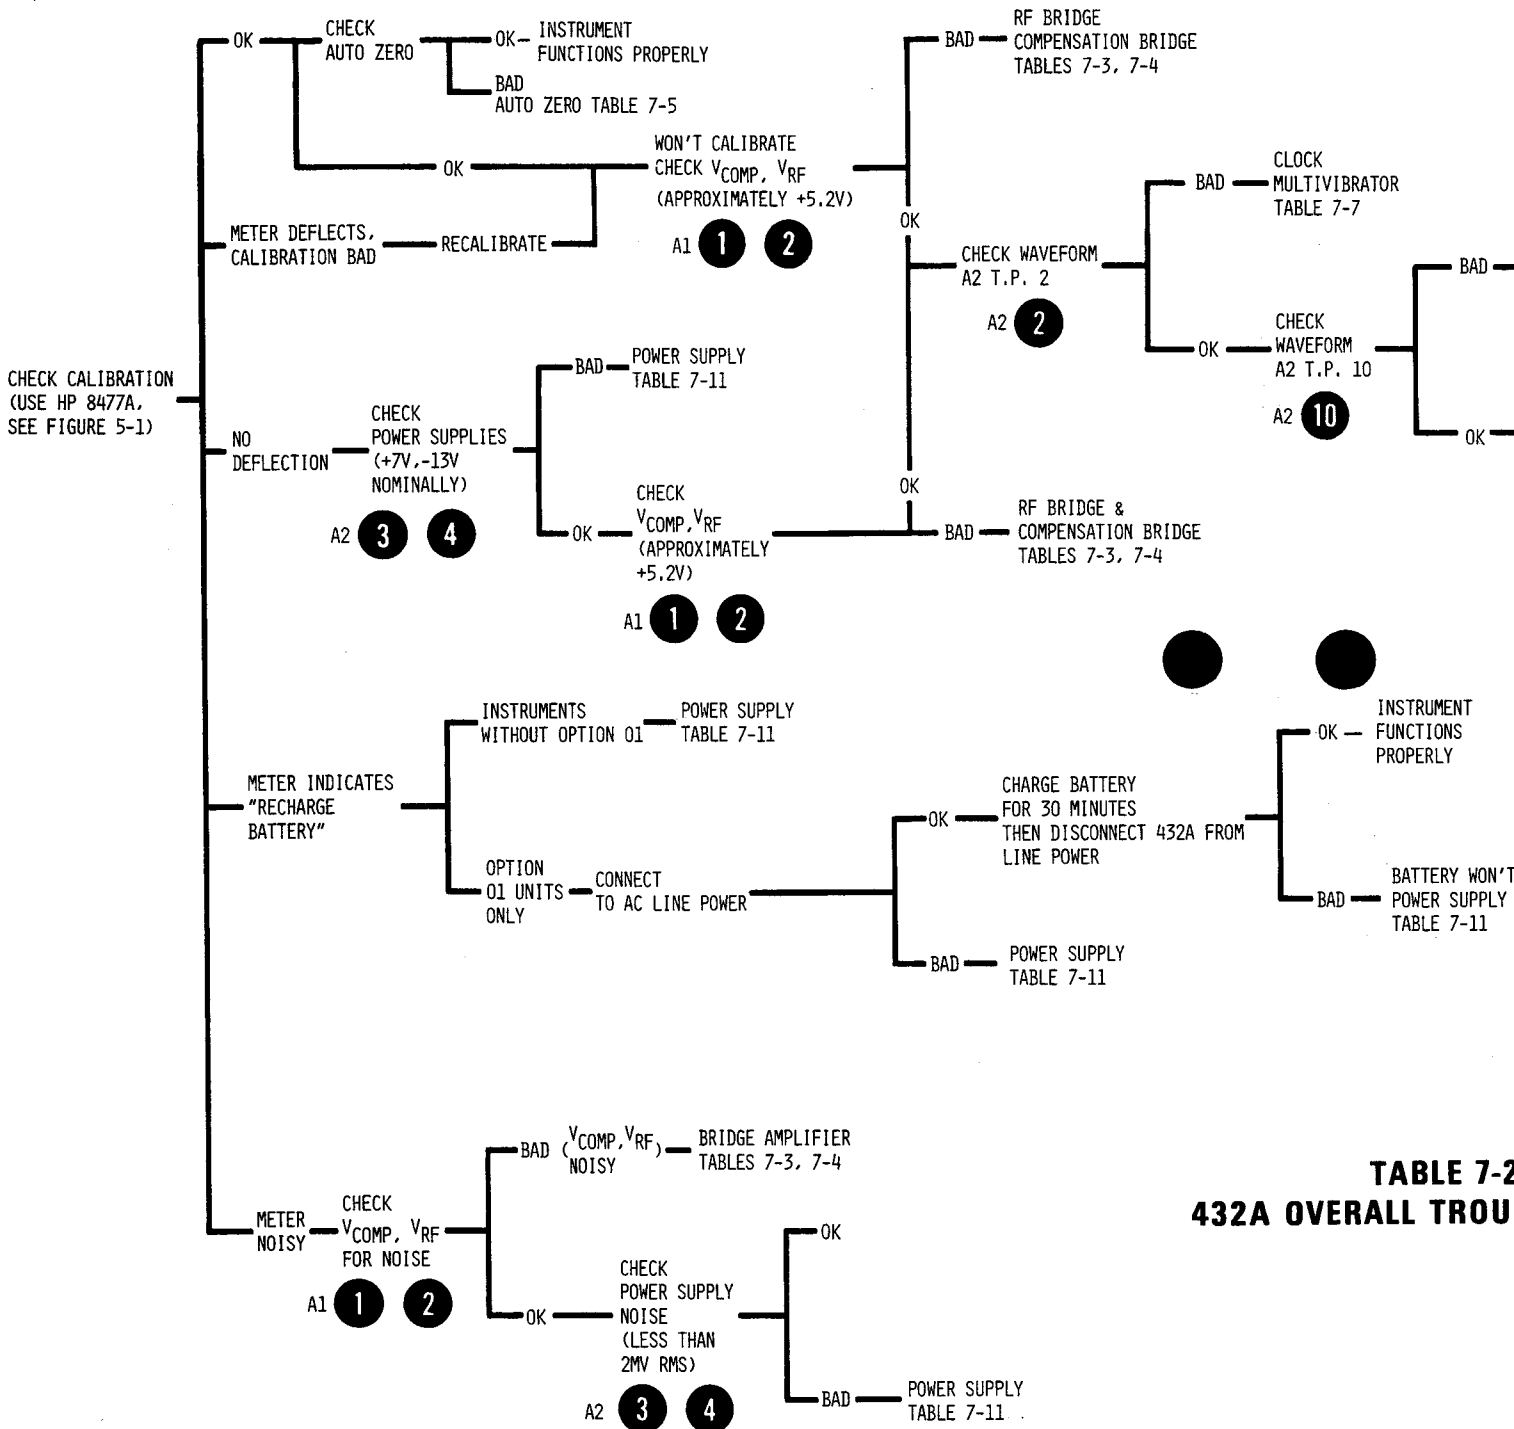 OK
CHECK
AUTO ZERO
OK
INSTRUMENT
FUNCTIONS PROPERLY
BAD
AUTO ZERO TABLE 7-5
OK
METER DEFLECTS,
CALIBRATION BAD
RECALIBRATE
WON'T CALIBRATE
CHECK VCOMP, VRF
(APPROXIMATELY +5.2V)
A1 1 2
BAD
RF BRIDGE
COMPENSATION BRIDGE
TABLES 7-3, 7-4
OK
CHECK WAVEFORM
A2 T.P. 2
A2 2
BAD
CLOCK
MULTIVIBRATOR
TABLE 7-7
OK
CHECK
WAVEFORM
A2 T.P. 10
A2 10
BAD
OK
CHECK CALIBRATION
(USE HP 8477A,
SEE FIGURE 5-1)
NO
DEFLECTION
CHECK
POWER SUPPLIES
(+7V,-13V
NOMINALLY)
A2 3 4
BAD
POWER SUPPLY
TABLE 7-11
OK
CHECK
VCOMP,VRF
(APPROXIMATELY
+5.2V)
A1 1 2
OK
BAD
RF BRIDGE &
COMPENSATION BRIDGE
TABLES 7-3, 7-4
METER INDICATES
"RECHARGE
BATTERY"
INSTRUMENTS
WITHOUT OPTION 01
POWER SUPPLY
TABLE 7-11
OPTION
01 UNITS
ONLY
CONNECT
TO AC LINE POWER
OK
CHARGE BATTERY
FOR 30 MINUTES
THEN DISCONNECT 432A FROM
LINE POWER
OK
INSTRUMENT
FUNCTIONS
PROPERLY
BAD
BATTERY WON'T
POWER SUPPLY
TABLE 7-11
BAD
POWER SUPPLY
TABLE 7-11
METER
NOISY
CHECK
VCOMP, VRF
FOR NOISE
A1 1 2
BAD (VCOMP,VRF)
NOISY
BRIDGE AMPLIFIER
TABLES 7-3, 7-4
OK
CHECK
POWER SUPPLY
NOISE
(LESS THAN
2MV RMS)
A2 3 4
OK
BAD
POWER SUPPLY
TABLE 7-11
TABLE 7-2
432A OVERALL TROU